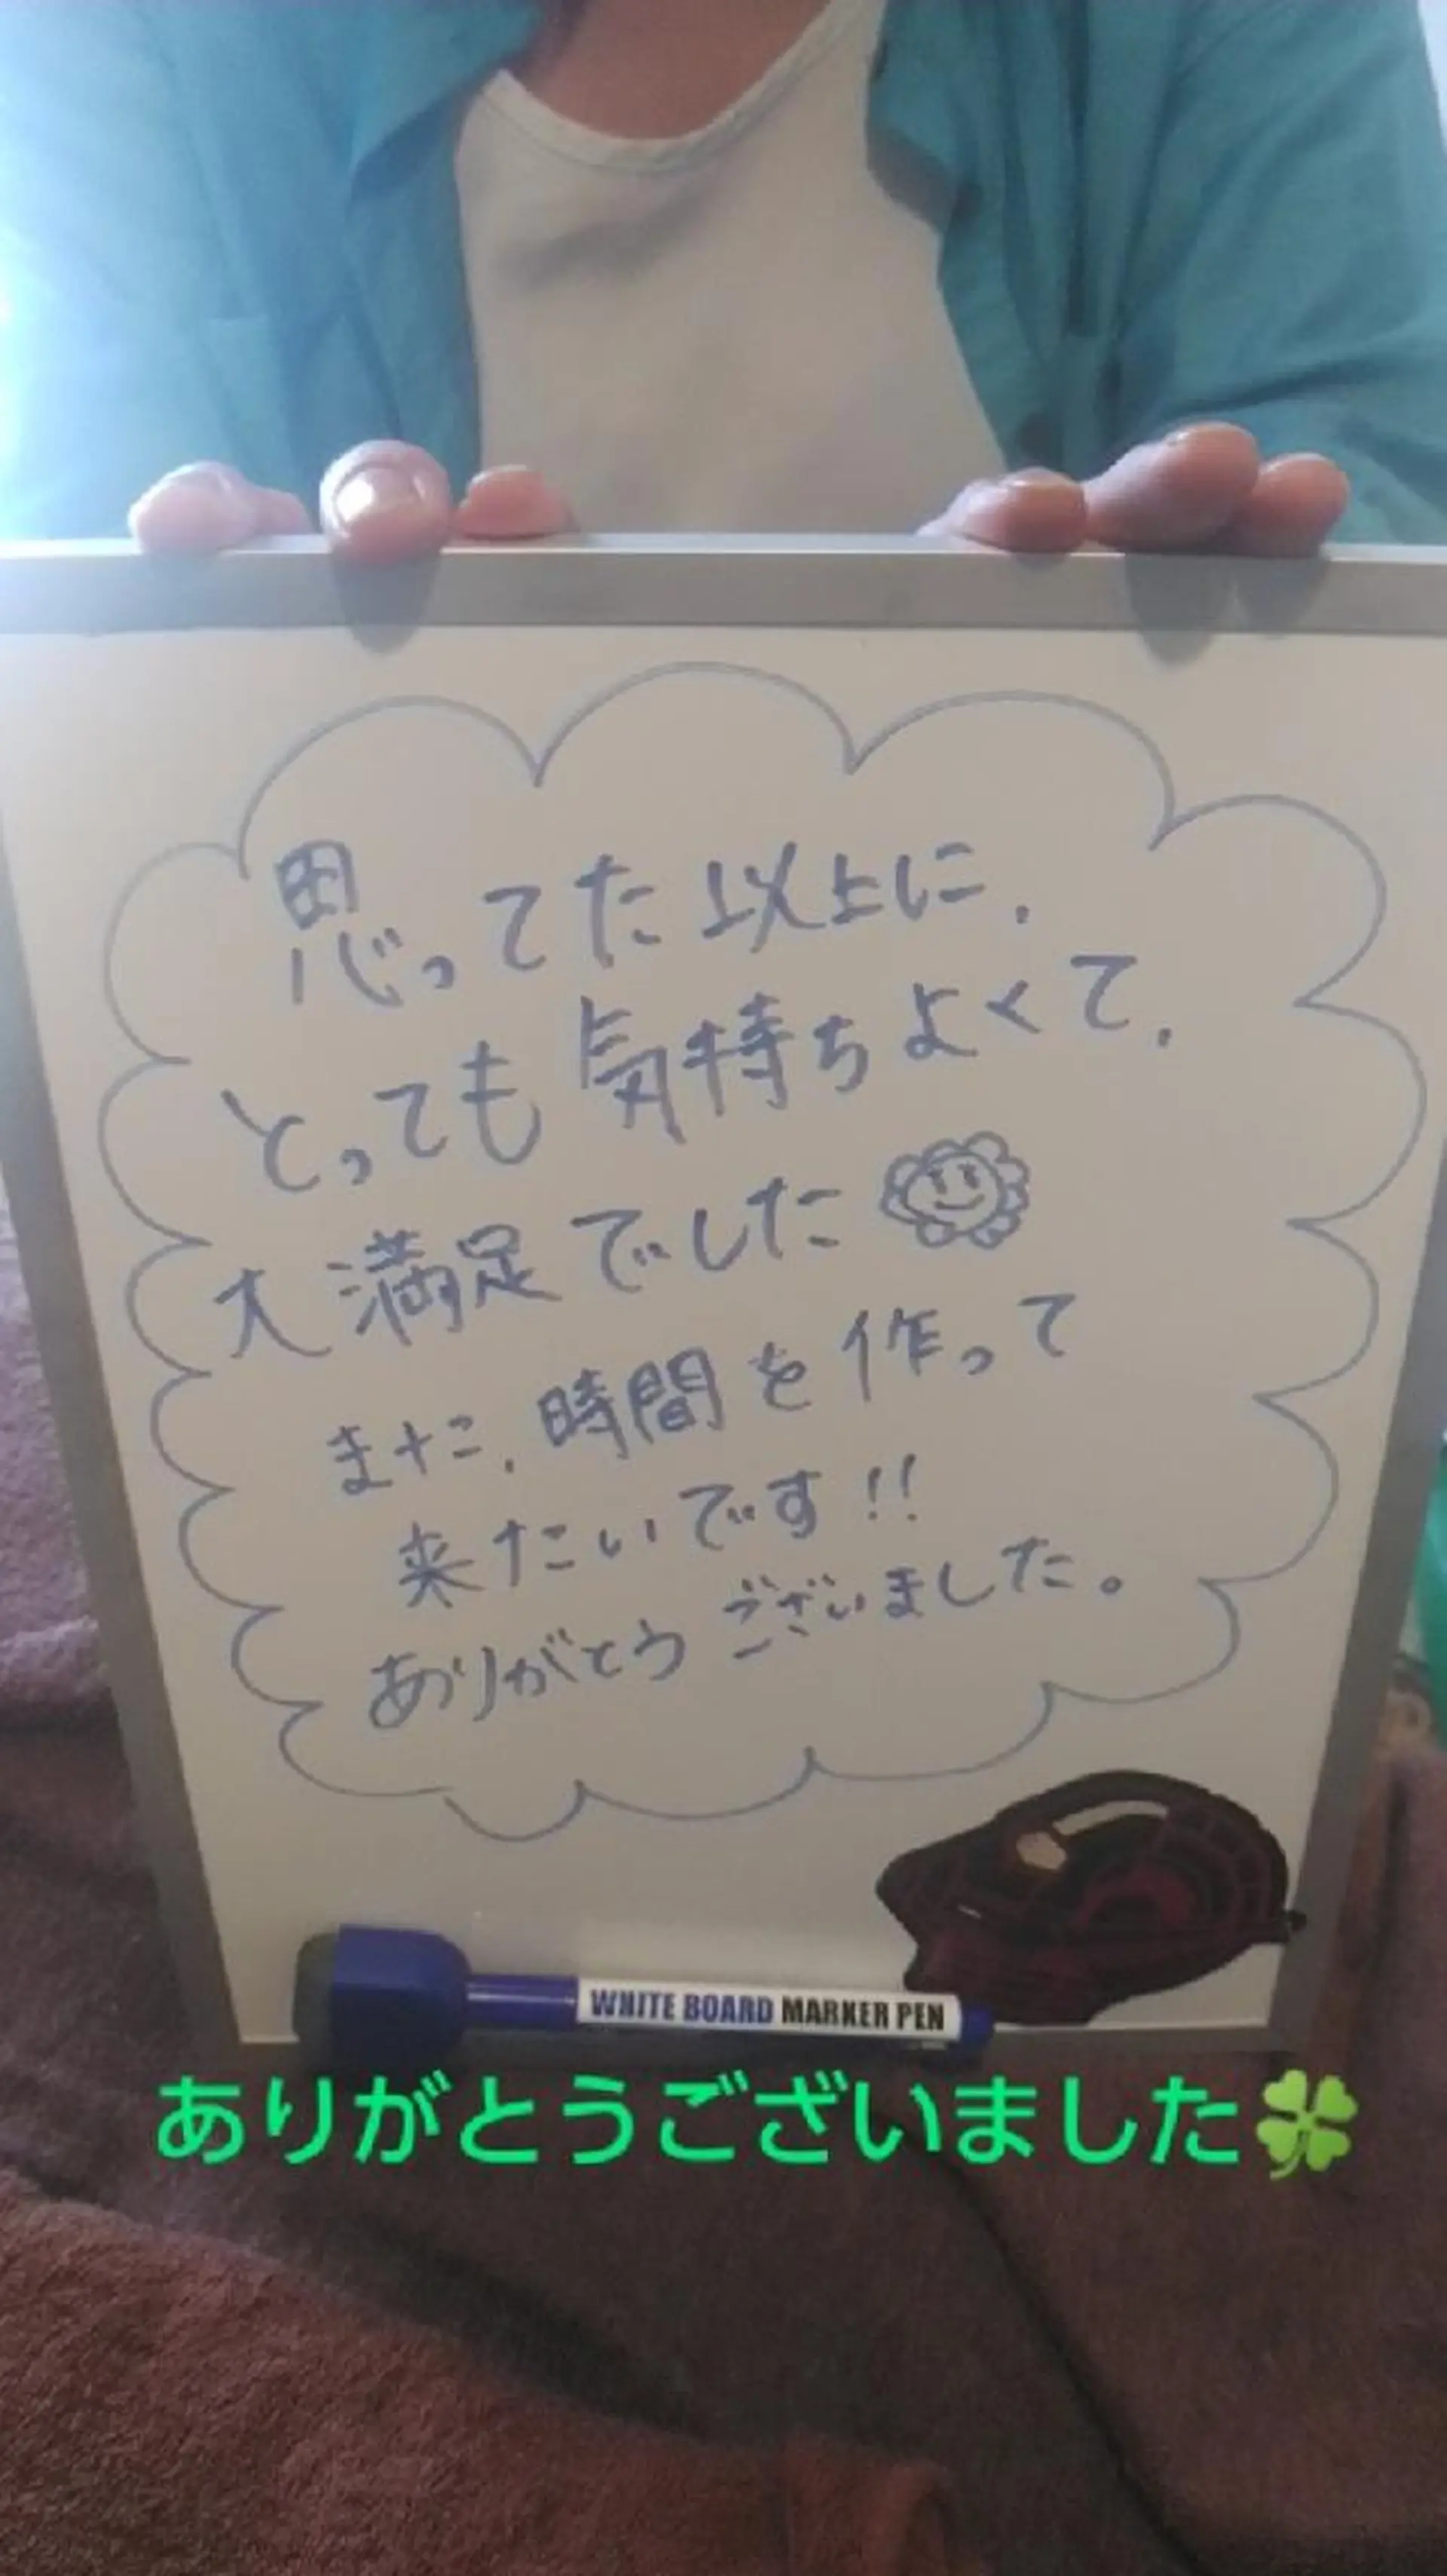 思ってた以上に、
とっても気持ちよくて、
大満足でした
また、時間を作って
来たいです!!
ありがとうございました。
WHITE BOARD MARKER PEN
ありがとうございました🍀